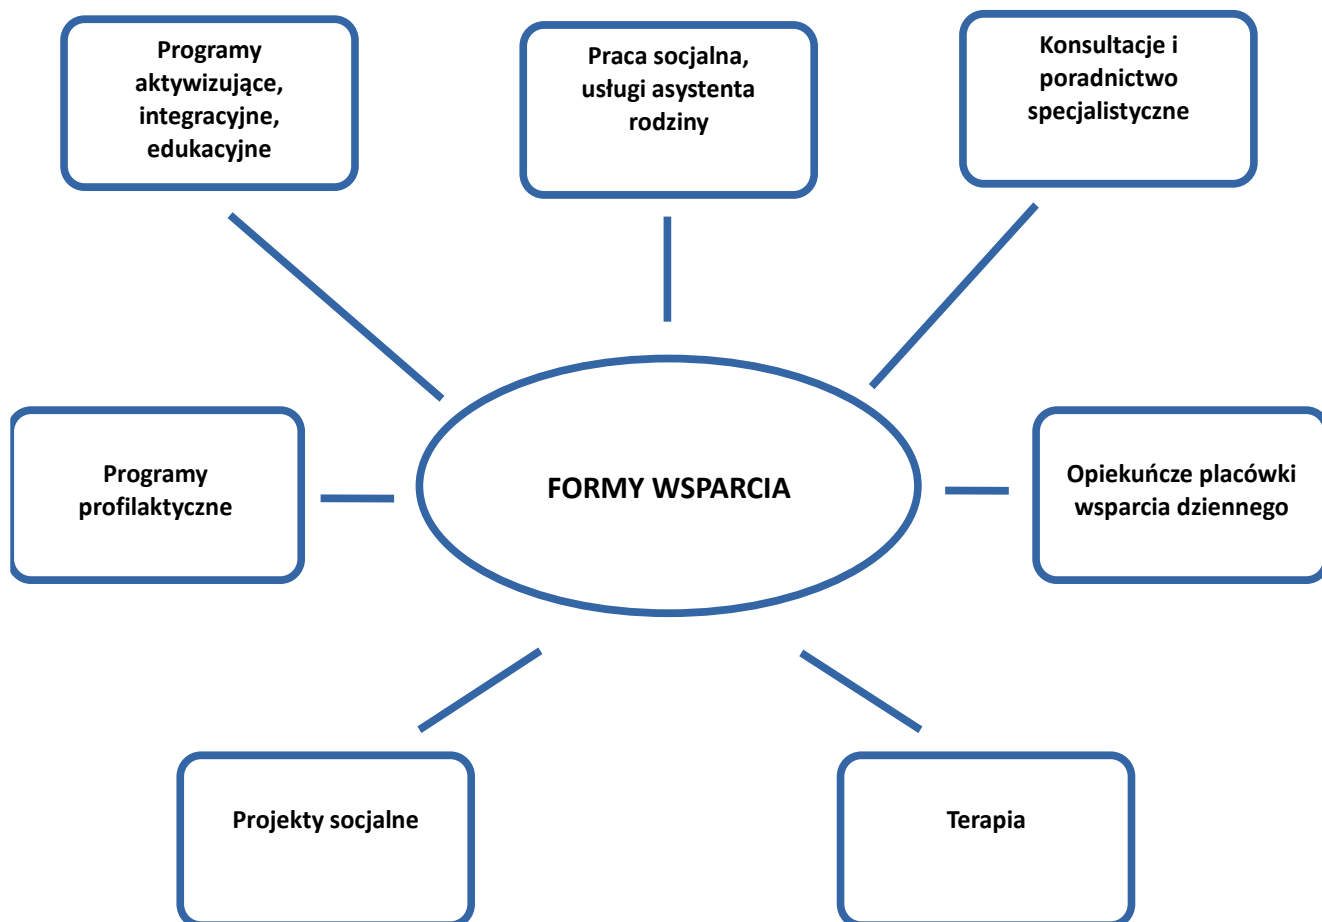 Programy
aktywizujące,
integracyjne,
edukacyjne
Praca socjalna,
usługi asystenta
rodziny
Konsultacje i
poradnictwo
specjalistyczne
Programy
profilaktyczne
FORMY WSPARCIA
Opiekuńcze placówki
wsparcia dziennego
Projekty socjalne
Terapia